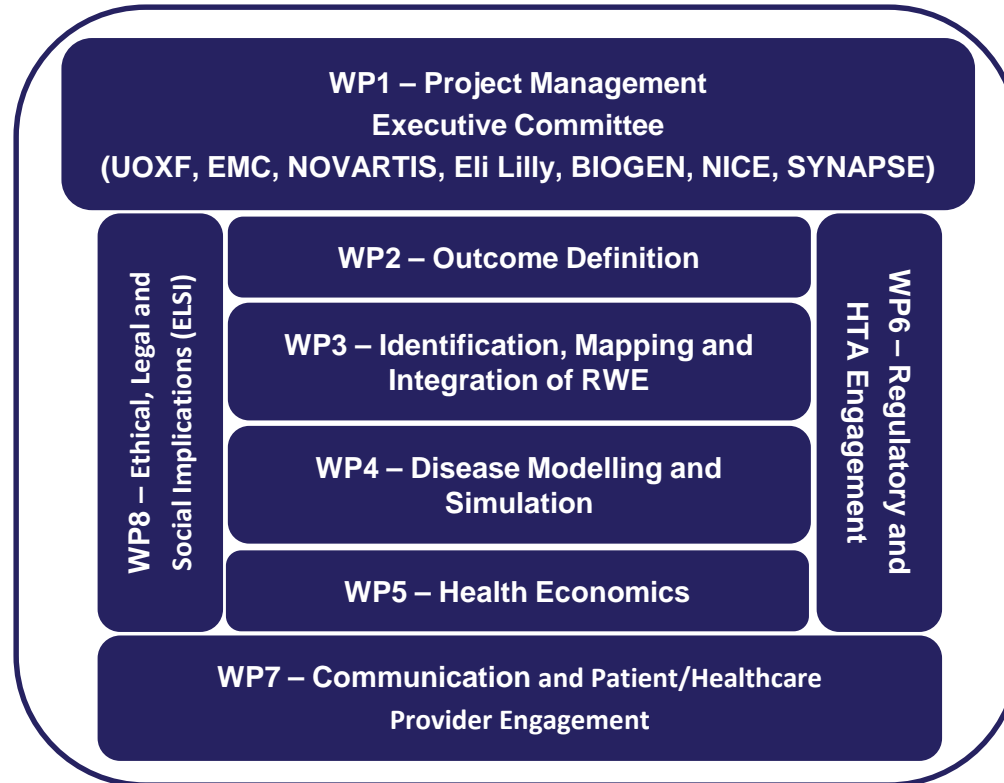 WP1 – Project Management
Executive Committee
(UOXF, EMC, NOVARTIS, Eli Lilly, BIOGEN, NICE, SYNAPSE)
WP8 – Ethical, Legal and
Social Implications (ELSI)
WP2 – Outcome Definition
WP3 – Identification, Mapping and
Integration of RWE
WP4 – Disease Modelling and
Simulation
WP5 – Health Economics
WP6 – Regulatory and
HTA Engagement
WP7 – Communication and Patient/Healthcare
Provider Engagement